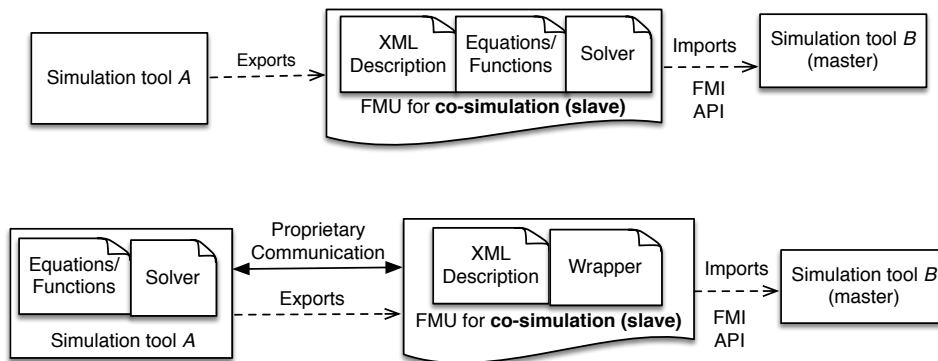 Simulation tool A
Exports
XML
Description
Equations/
Functions
Solver
FMU for co-simulation (slave)
Imports
FMI
API
Simulation tool B
(master)
Equations/
Functions
Solver
Simulation tool A
Proprietary
Communication
Exports
XML
Description
Wrapper
FMU for co-simulation (slave)
Imports
FMI
API
Simulation tool B
(master)